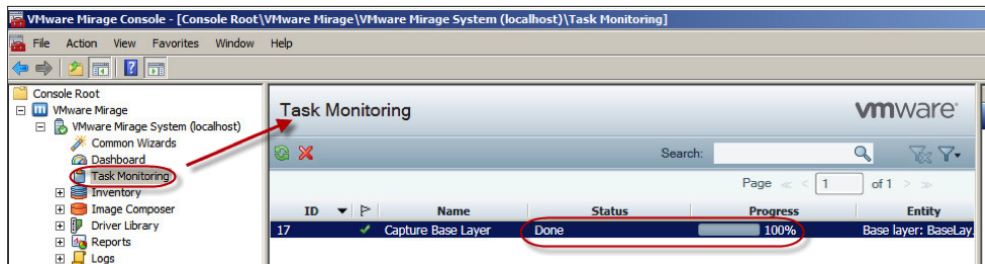 VMware Mirage Console - [Console Root\VMware Mirage\VMware Mirage System (localhost)\Task Monitoring]
File Action View Favorites Window Help
Console Root
VMware Mirage
VMware Mirage System (localhost)
Common Wizards
Dashboard
Task Monitoring
Inventory
Image Composer
Driver Library
Reports
Logs
Task Monitoring
vmware
Search:
Page 1 of 1
ID Name Status Progress Entity
17 Capture Base Layer Done 100% Base layer: BaseLay